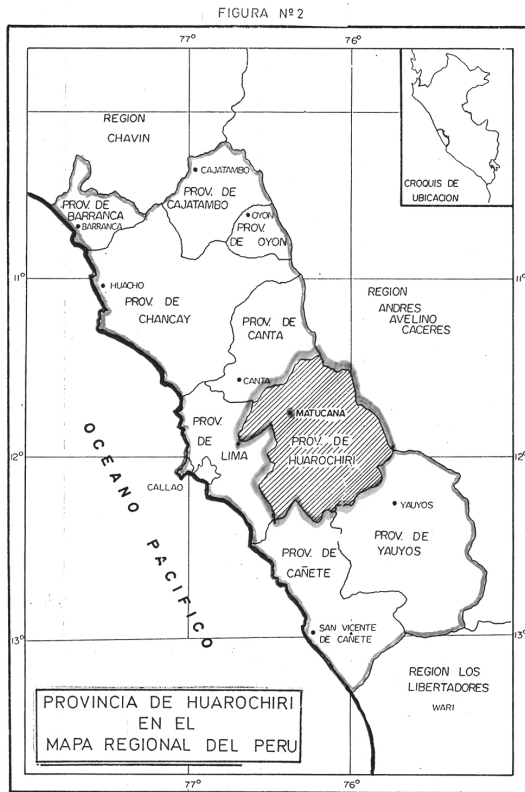 FIGURA Nº 2
77°
76°
REGION
CHAVIN
CROQUIS DE
UBICACION
CAJATAMBO
PROV. DE
CAJATAMBO
PROV. DE
BARRANCA
BARRANCA
OYON
PROV.
DE OYON
11°
11°
HUACHO
PROV. DE
CHANCAY
REGION
ANDRES
AVELINO
CACERES
PROV. DE
CANTA
CANTA
MATUCANA
PROV.
DE
LIMA
PROV. DE
HUAROCHIRI
12°
12°
CALLAO
OCEANO PACIFICO
YAUYOS
PROV. DE
YAUYOS
PROV. DE
CAÑETE
SAN VICENTE
DE CAÑETE
13°
13°
REGION LOS
LIBERTADORES
WARI
PROVINCIA DE HUAROCHIRI
EN EL
MAPA REGIONAL DEL PERU
77°
76°